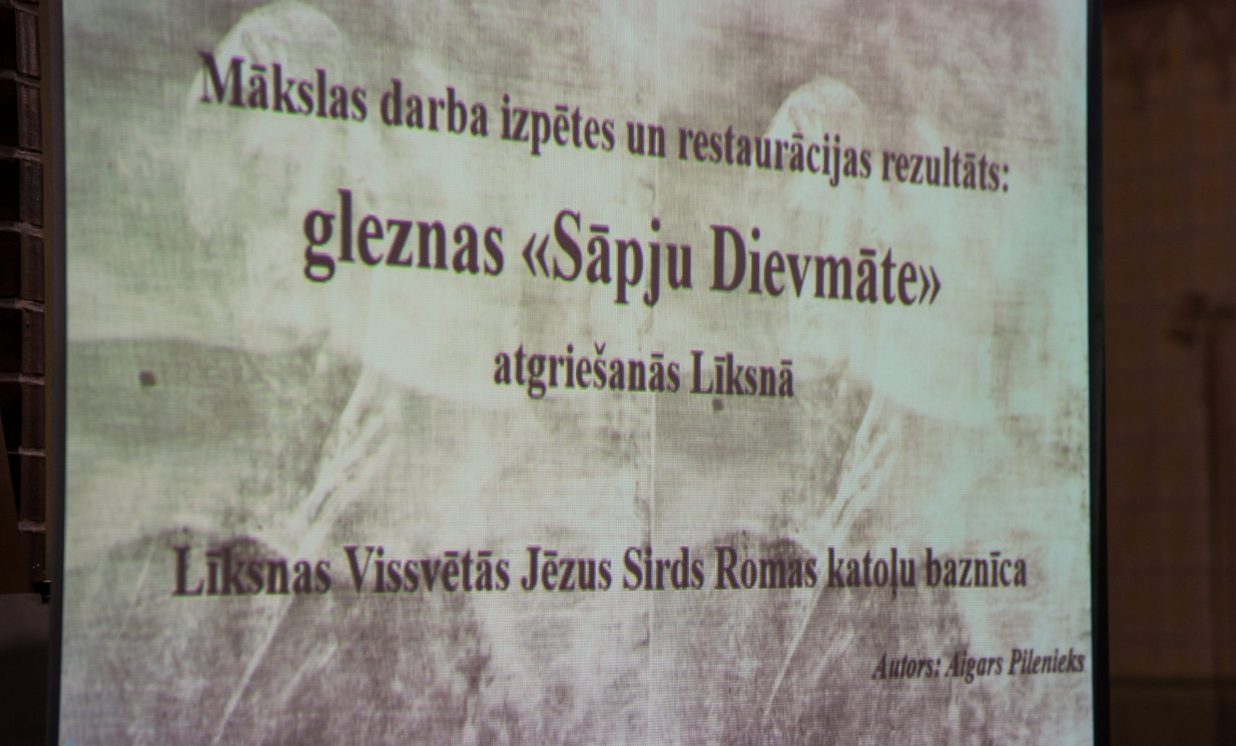 Mākslas darba izpētes un restaurācijas rezultāts:
gleznas «Sāpju Dievmāte»
atgriešanās Līksnā
Līksnas Vissvētās Jēzus Sirds Romas katoļu baznīca
Autors: Aigars Pilenieks